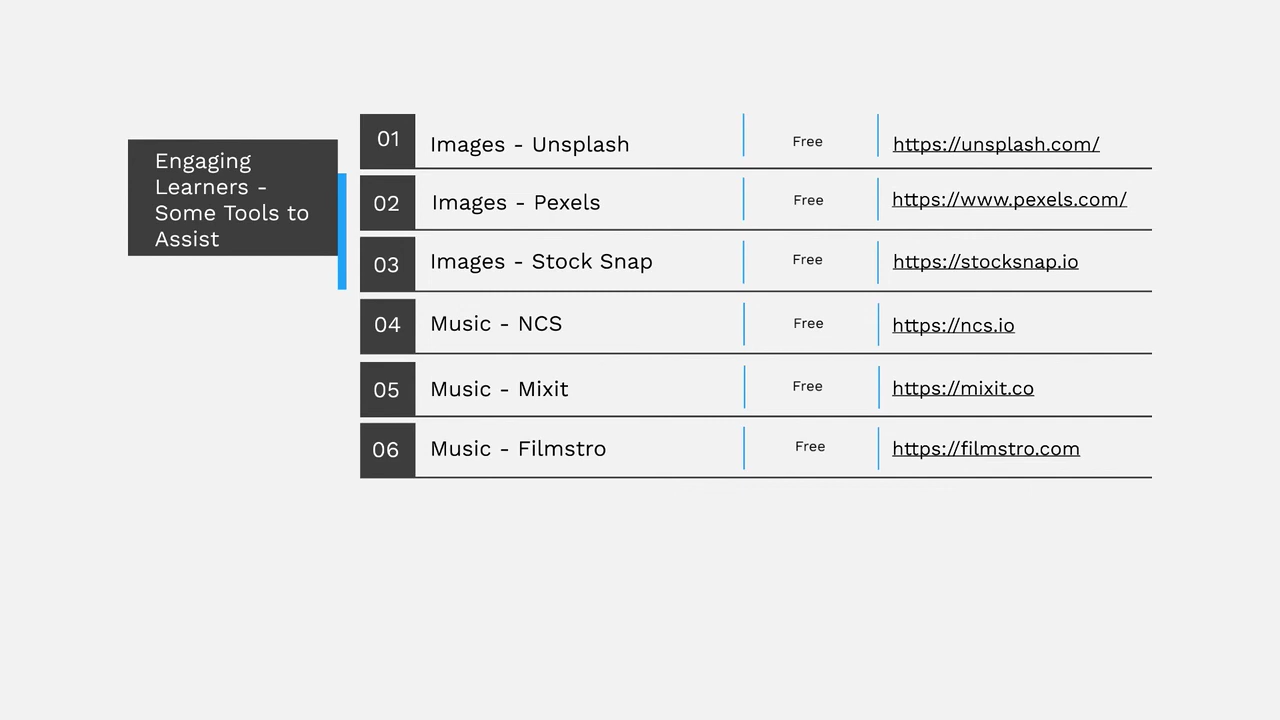 Engaging
Learners -
Some Tools to
Assist
01 Images - Unsplash Free https://unsplash.com/
02 Images - Pexels Free https://www.pexels.com/
03 Images - Stock Snap Free https://stocksnap.io
04 Music - NCS Free https://ncs.io
05 Music - Mixit Free https://mixit.co
06 Music - Filmstro Free https://filmstro.com